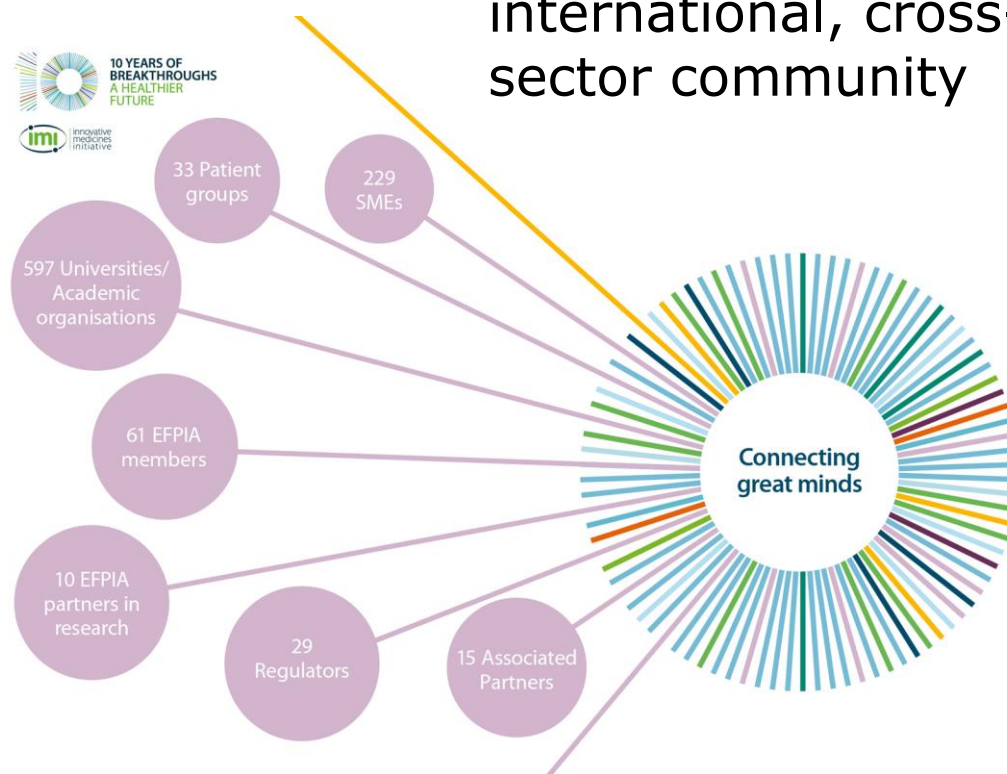 international, cross-
sector community
10 YEARS OF
BREAKTHROUGHS
A HEALTHIER
FUTURE
imi
innovative
medicines
initiative
33 Patient
groups
229
SMEs
597 Universities/
Academic
organisations
61 EFPIA
members
Connecting
great minds
10 EFPIA
partners in
research
29
Regulators
15 Associated
Partners